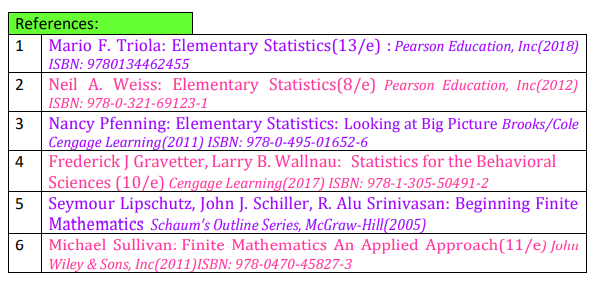 References:
1 Mario F. Triola: Elementary Statistics(13/e) : Pearson Education, Inc(2018)
ISBN: 9780134462455
2 Neil A. Weiss: Elementary Statistics(8/e) Pearson Education, Inc(2012)
ISBN: 978-0-321-69123-1
3 Nancy Pfenning: Elementary Statistics: Looking at Big Picture Brooks/Cole
Cengage Learning(2011) ISBN: 978-0-495-01652-6
4 Frederick J Gravetter, Larry B. Wallnau: Statistics for the Behavioral
Sciences (10/e) Cengage Learning(2017) ISBN: 978-1-305-50491-2
5 Seymour Lipschutz, John J. Schiller, R. Alu Srinivasan: Beginning Finite
Mathematics Schaum's Outline Series, McGraw-Hill(2005)
6 Michael Sullivan: Finite Mathematics An Applied Approach(11/e) John
Wiley & Sons, Inc(2011)ISBN: 978-0470-45827-3